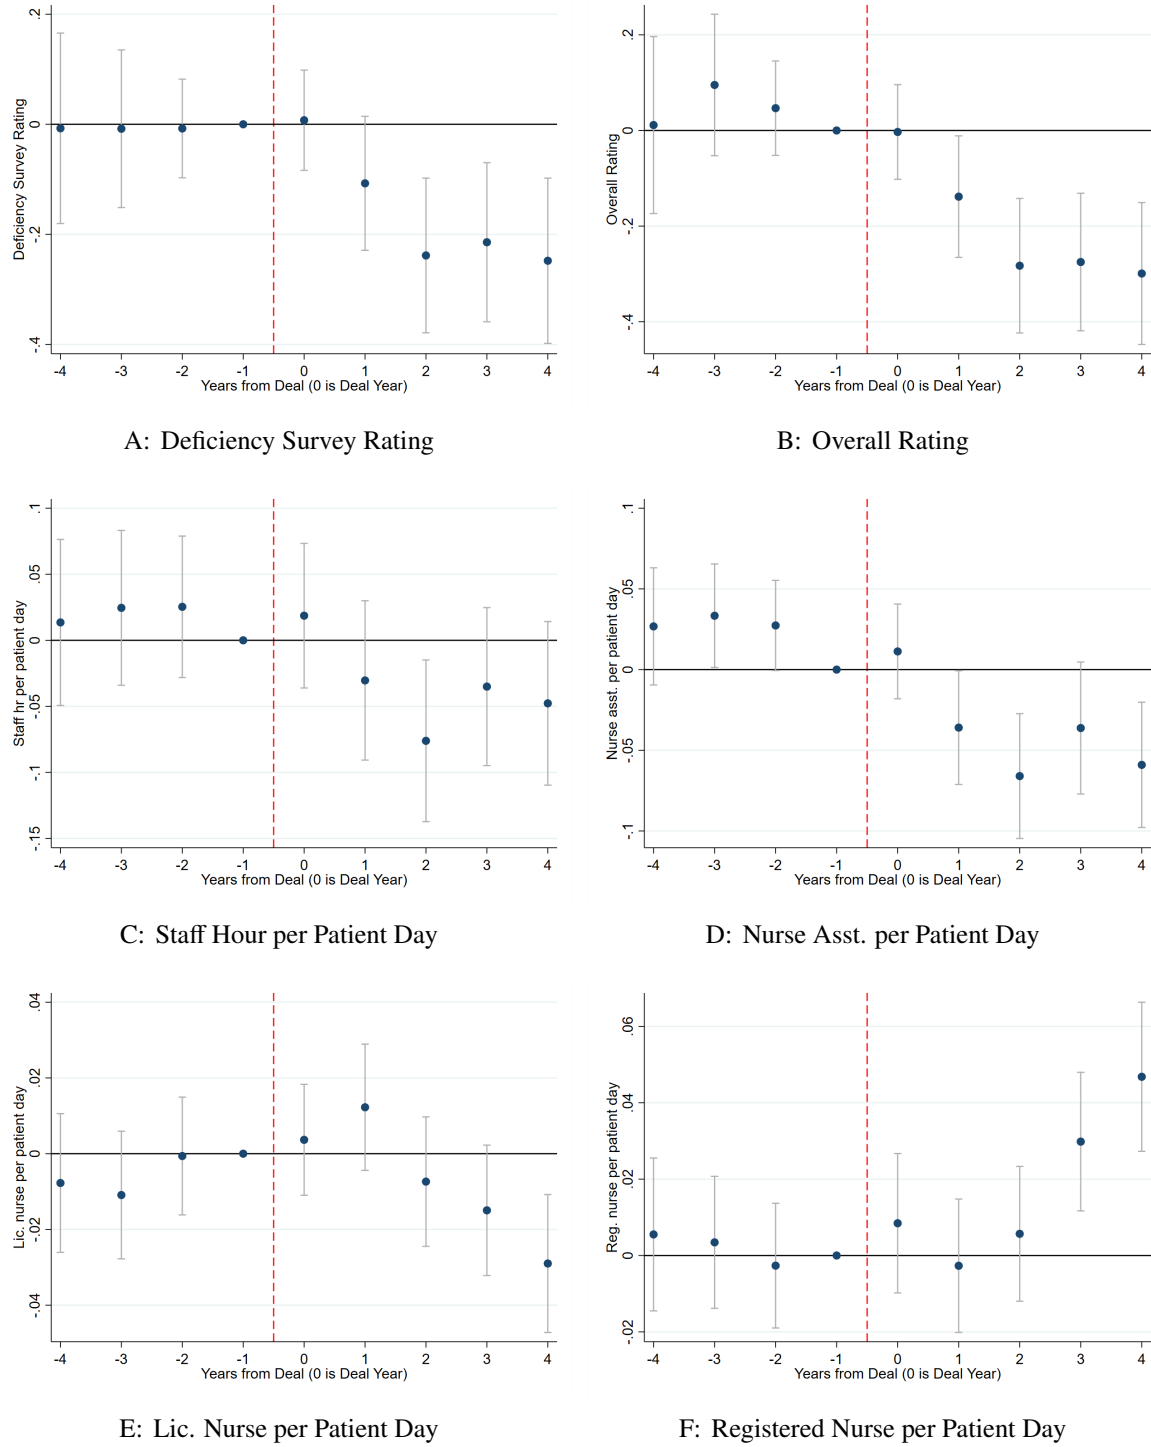 .2
0
-.2
-.4
Deficiency Survey Rating
-4 -3 -2 -1 0 1 2 3 4
Years from Deal (0 is Deal Year)
A: Deficiency Survey Rating
.2
0
-.2
-.4
Overall Rating
-4 -3 -2 -1 0 1 2 3 4
Years from Deal (0 is Deal Year)
B: Overall Rating
.1
.05
0
-.05
-.1
-.15
Staff hr per patient day
-4 -3 -2 -1 0 1 2 3 4
Years from Deal (0 is Deal Year)
C: Staff Hour per Patient Day
.1
.05
0
-.05
-.1
Nurse asst. per patient day
-4 -3 -2 -1 0 1 2 3 4
Years from Deal (0 is Deal Year)
D: Nurse Asst. per Patient Day
.04
.02
0
-.02
-.04
Lic. nurse per patient day
-4 -3 -2 -1 0 1 2 3 4
Years from Deal (0 is Deal Year)
E: Lic. Nurse per Patient Day
.06
.04
.02
0
-.02
Reg. nurse per patient day
-4 -3 -2 -1 0 1 2 3 4
Years from Deal (0 is Deal Year)
F: Registered Nurse per Patient Day